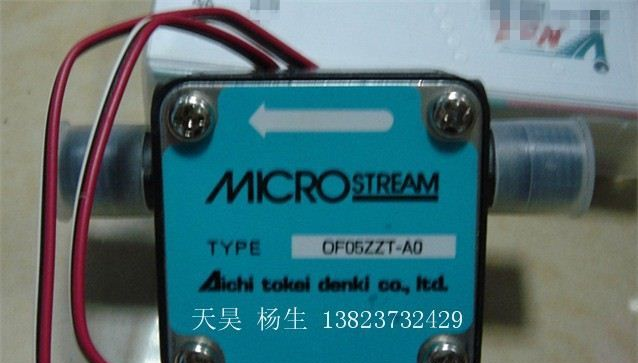 MICRO STREAM
TYPE OF05ZZT-A0
Aichi tokei denki co., ltd.
天昊 杨生 13823732429